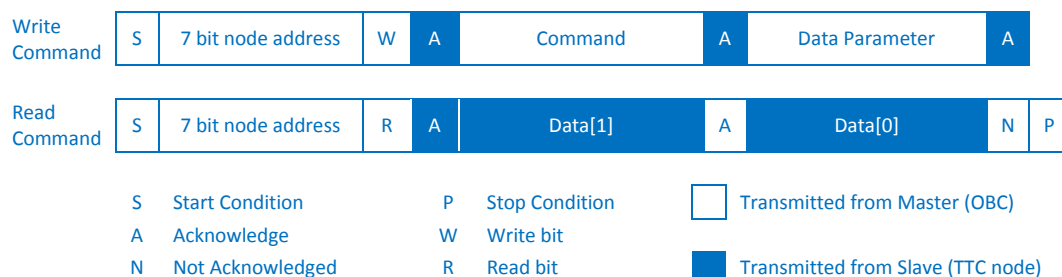 Write
Command
S 7 bit node address W A Command A Data Parameter A
Read
Command
S 7 bit node address R A Data[1] A Data[0] N P
S Start Condition P Stop Condition Transmitted from Master (OBC)
A Acknowledge W Write bit
N Not Acknowledged R Read bit Transmitted from Slave (TTC node)